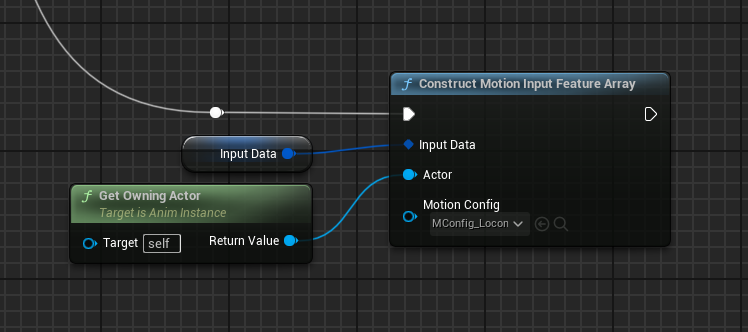 Construct Motion Input Feature Array
Input Data
Input Data
Actor
Get Owning Actor
Target is Anim Instance
Motion Config
MConfig_Locon
Target self
Return Value